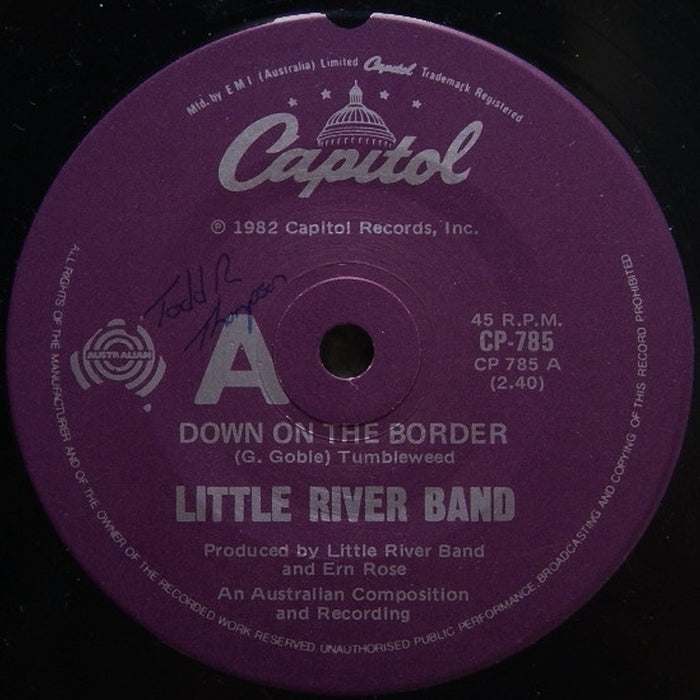 Mfd. by E M I (Australia) Limited Capitol Trademark Registered
Capitol
℗ 1982 Capitol Records, Inc.
Todd R
Thompson
AUSTRALIAN
A
45 R.P.M.
CP-785
CP 785 A
(2.40)
DOWN ON THE BORDER
(G. Goble) Tumbleweed
LITTLE RIVER BAND
Produced by Little River Band
and Ern Rose
An Australian Composition
and Recording
ALL RIGHTS OF THE MANUFACTURER AND OF THE OWNER OF THE RECORDED WORK RESERVED. UNAUTHORISED PUBLIC PERFORMANCE, BROADCASTING AND COPYING OF THIS RECORD PROHIBITED